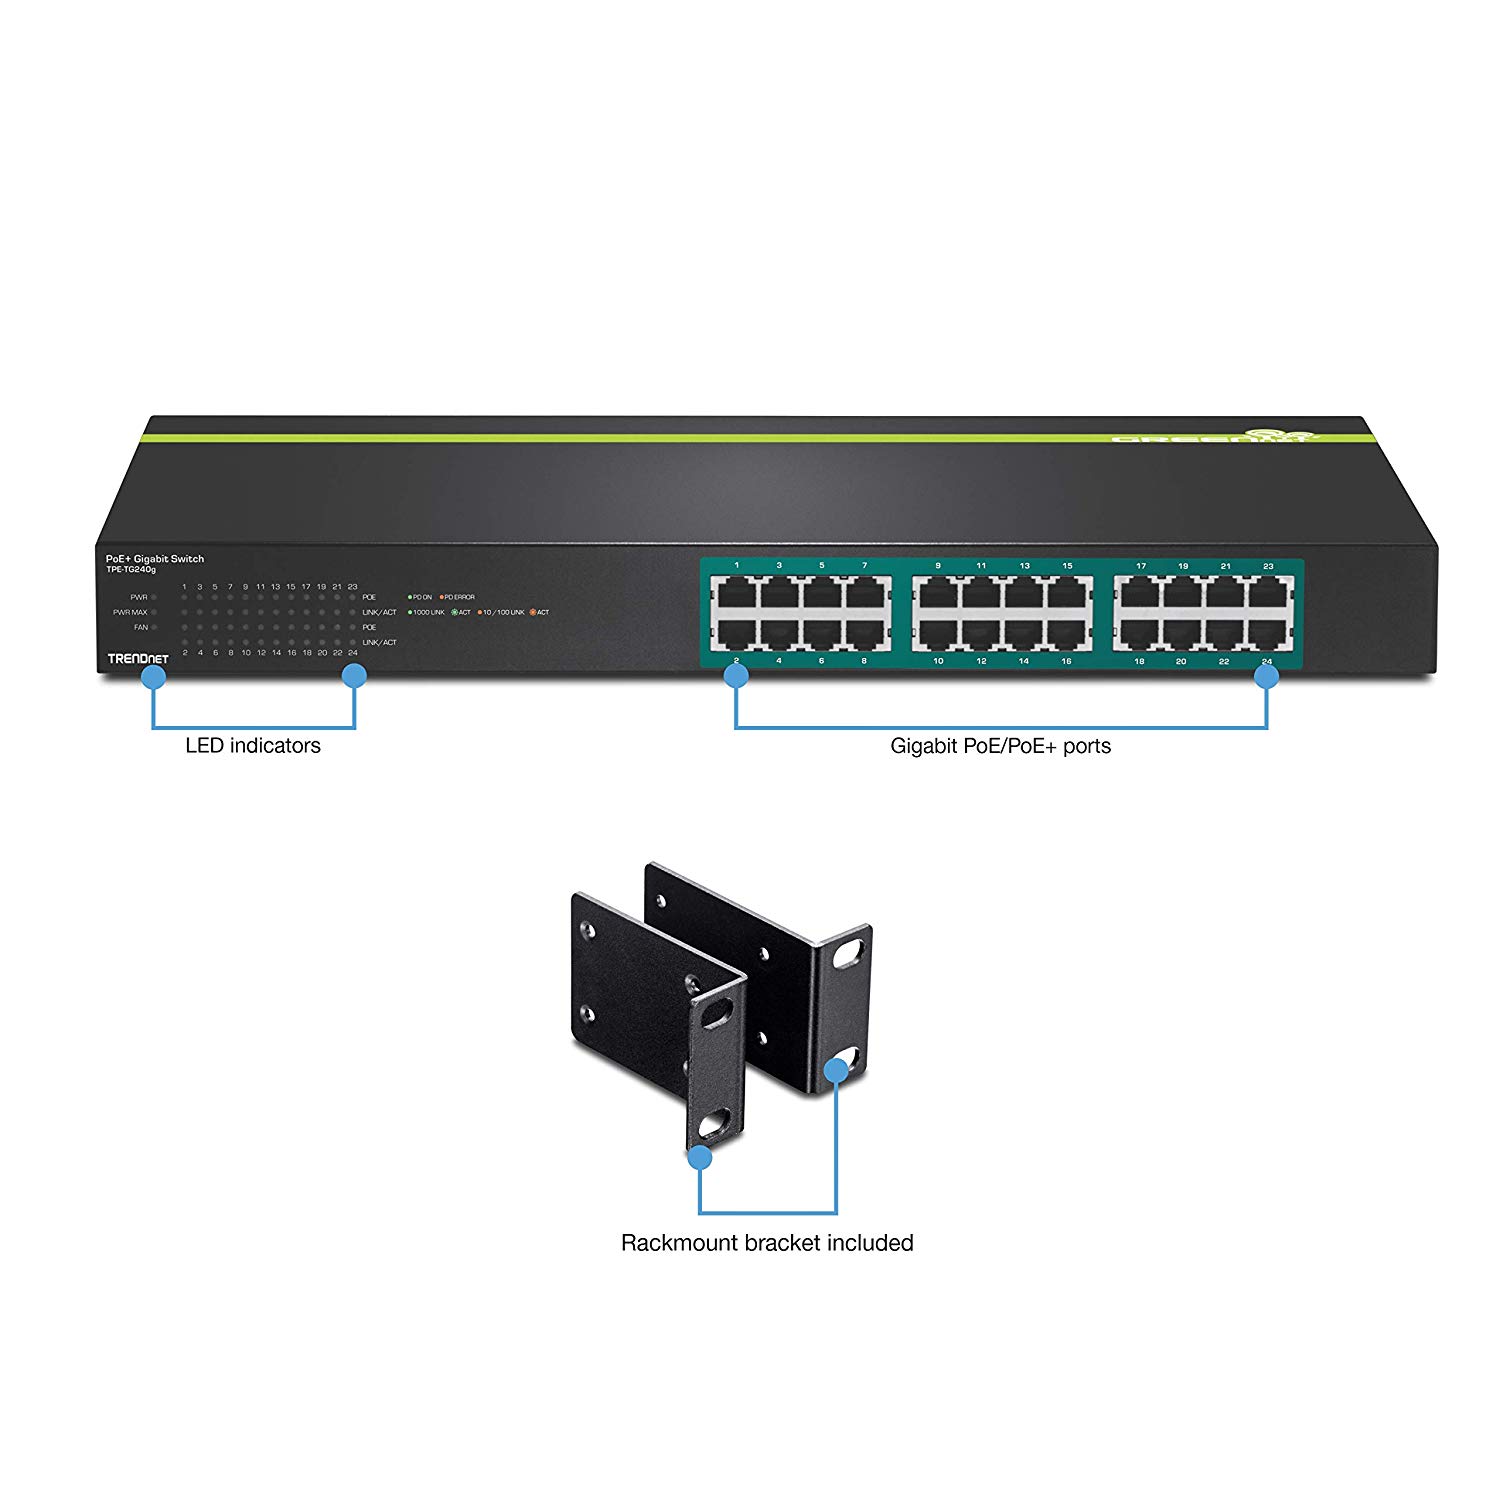 GREENnet
PoE+ Gigabit Switch
TPE-TG240g
1 3 5 7 9 11 13 15 17 19 21 23
PWR
POE
PD ON
PD ERROR
PWR MAX
LINK/ACT
1000 LINK
ACT
10 / 100 LINK
ACT
FAN
POE
LINK/ACT
2 4 6 8 10 12 14 16 18 20 22 24
TRENDNET
1 3 5 7 9 11 13 15 17 19 21 23
2 4 6 8 10 12 14 16 18 20 22 24
LED indicators
Gigabit PoE/PoE+ ports
Rackmount bracket included